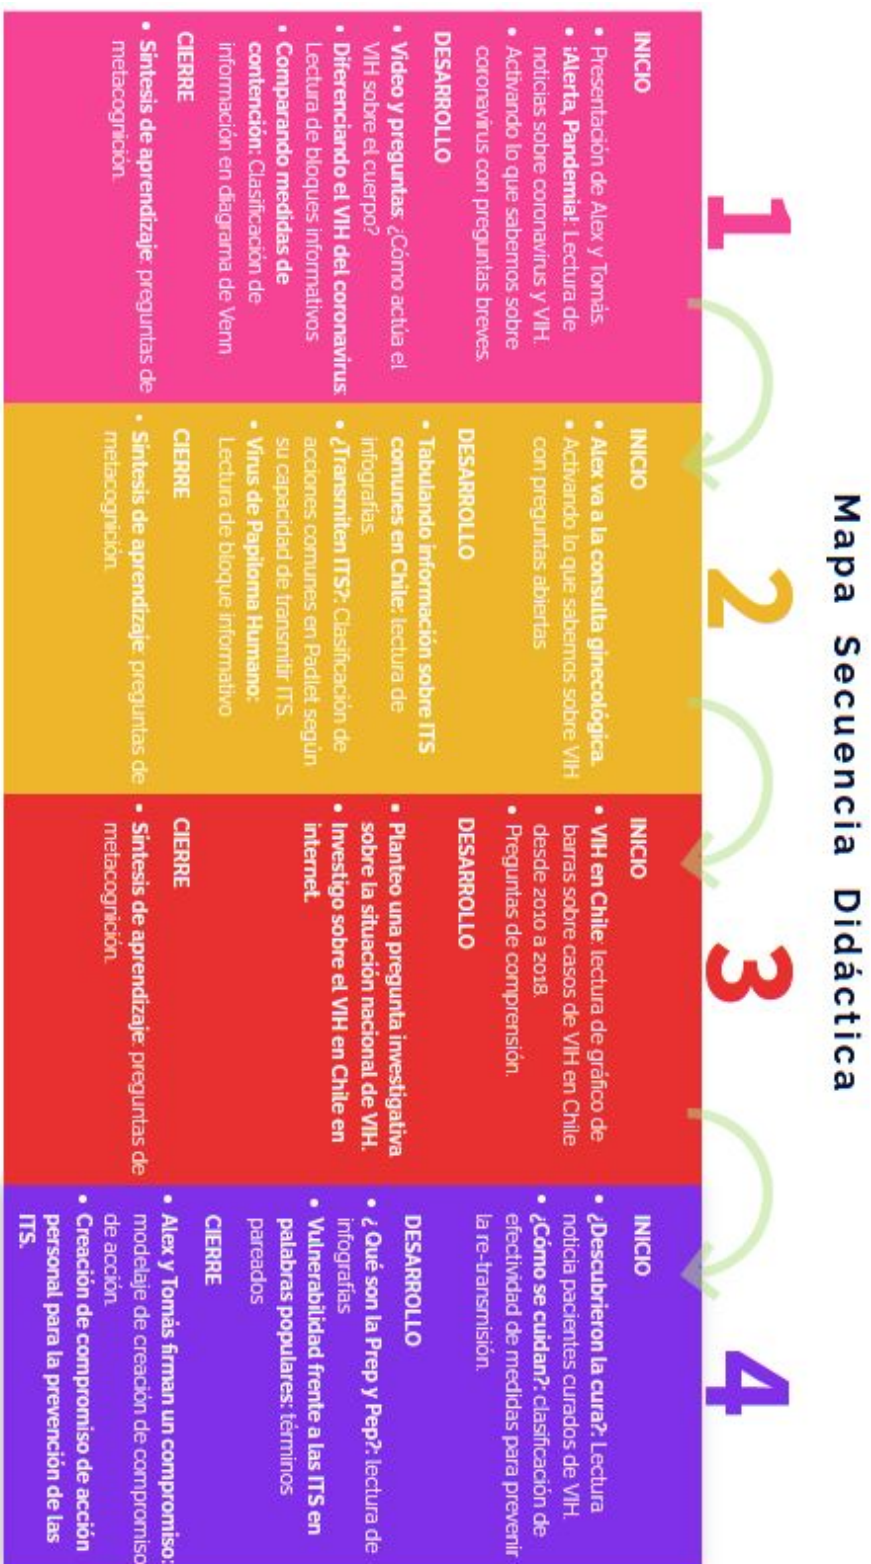 Mapa Secuencia Didáctica
1
INICIO
• Presentación de Alex y Tomás.
• ¡Alerta, Pandemia!: Lectura de
noticias sobre coronavirus y VIH.
• Activando lo que sabemos sobre
coronavirus con preguntas breves.
DESARROLLO
• Video y preguntas: ¿Cómo actúa el
VIH sobre el cuerpo?
• Diferenciando el VIH del coronavirus:
Lectura de bloques informativos
• Comparando medidas de
contención: Clasificación de
información en diagrama de Venn
CIERRE
• Síntesis de aprendizaje: preguntas de
metacognición.
2
INICIO
• Alex va a la consulta ginecológica.
• Activando lo que sabemos sobre VIH
con preguntas abiertas
DESARROLLO
• Tabulando información sobre ITS
comunes en Chile: lectura de
infografías.
• ¿Transmiten ITS?: Clasificación de
acciones comunes en Padlet según
su capacidad de transmitir ITS.
• Virus de Papiloma Humano:
Lectura de bloque informativo
CIERRE
• Síntesis de aprendizaje: preguntas de
metacognición.
3
INICIO
• VIH en Chile: lectura de gráfico de
barras sobre casos de VIH en Chile
desde 2010 a 2018.
• Preguntas de comprensión.
DESARROLLO
• Planteo una pregunta investigativa
sobre la situación nacional de VIH.
• Investigo sobre el VIH en Chile en
internet.
CIERRE
• Síntesis de aprendizaje: preguntas de
metacognición.
4
INICIO
• ¿Descubrieron la cura?: Lectura
noticia pacientes curados de VIH.
• ¿Cómo se cuidan?: clasificación de
efectividad de medidas para prevenir
la re-transmisión.
DESARROLLO
• ¿Qué son la Prep y Pep?: lectura de
infografías
• Vulnerabilidad frente a las ITS en
palabras populares: términos
pareados
CIERRE
• Alex y Tomás firman un compromiso:
modelaje de creación de compromiso
de acción.
• Creación de compromiso de acción
personal para la prevención de las
ITS.